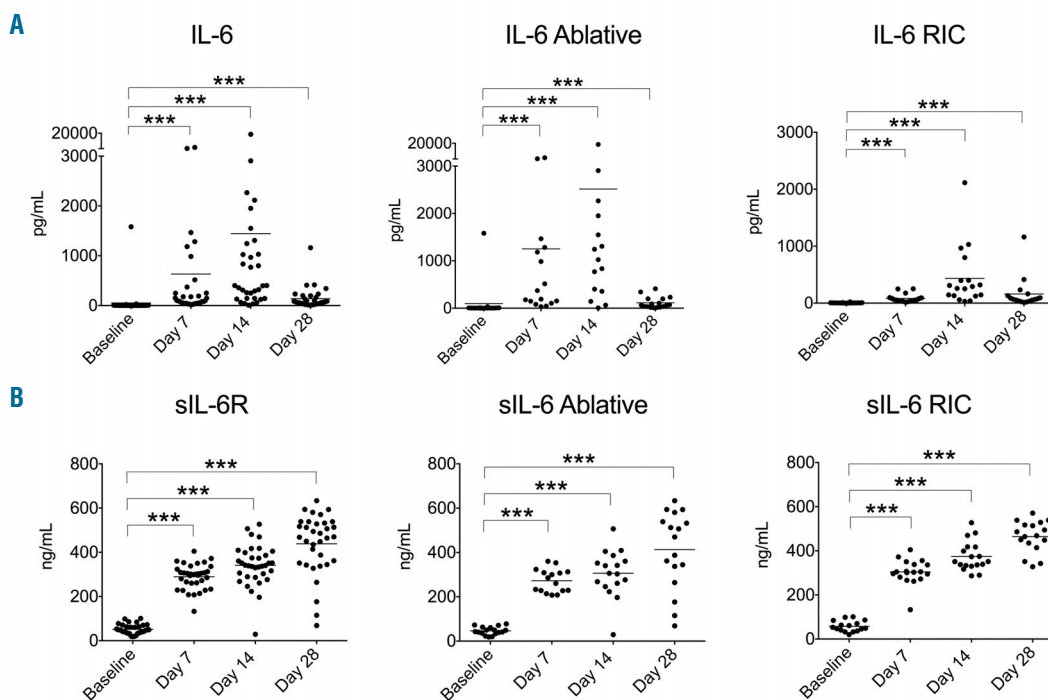 A
IL-6
IL-6 Ablative
IL-6 RIC
***
***
***
20000
3000
2000
1000
0
pg/mL
Baseline
Day 7
Day 14
Day 28
***
***
***
20000
3000
2000
1000
0
pg/mL
Baseline
Day 7
Day 14
Day 28
***
***
***
3000
2000
1000
0
pg/mL
Baseline
Day 7
Day 14
Day 28
B
sIL-6R
sIL-6 Ablative
sIL-6 RIC
***
***
***
800
600
400
200
0
ng/mL
Baseline
Day 7
Day 14
Day 28
***
***
***
800
600
400
200
0
ng/mL
Baseline
Day 7
Day 14
Day 28
***
***
***
800
600
400
200
0
ng/mL
Baseline
Day 7
Day 14
Day 28